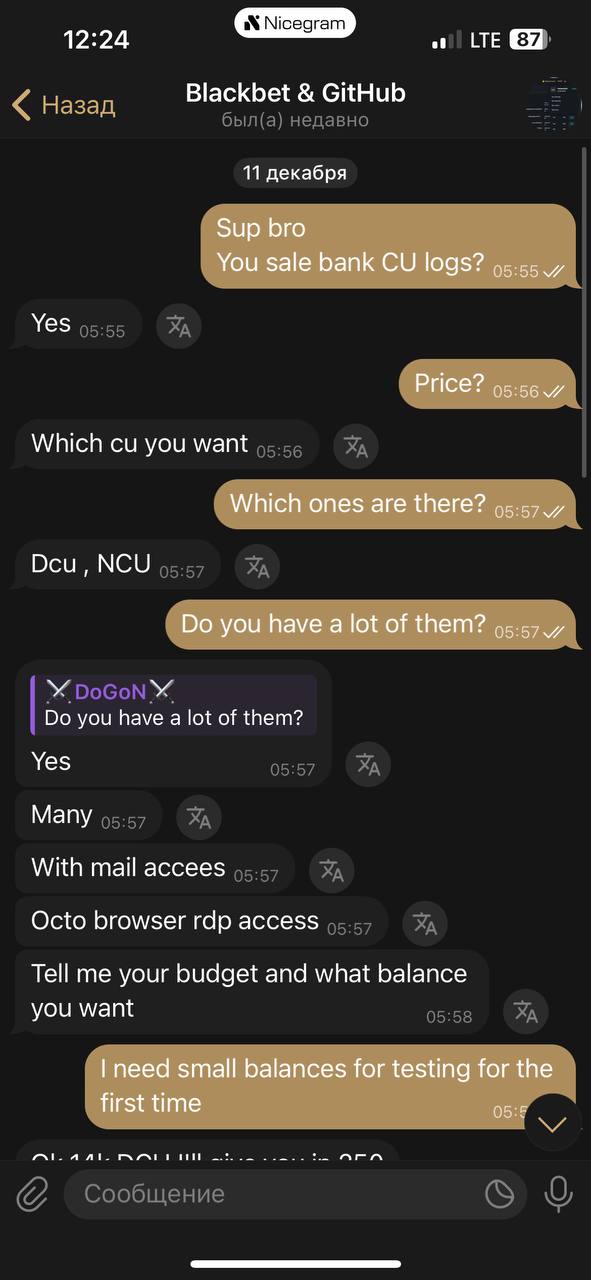 12:24
Nicegram
LTE 87
Назад
Blackbet & GitHub
был(а) недавно
11 декабря
Sup bro
You sale bank CU logs? 05:55
Yes 05:55
Price? 05:56
Which cu you want 05:56
Which ones are there? 05:57
Dcu , NCU 05:57
Do you have a lot of them? 05:57
DoGoN
Do you have a lot of them?
Yes 05:57
Many 05:57
With mail accees 05:57
Octo browser rdp access 05:57
Tell me your budget and what balance
you want 05:58
I need small balances for testing for the
first time
Сообщение